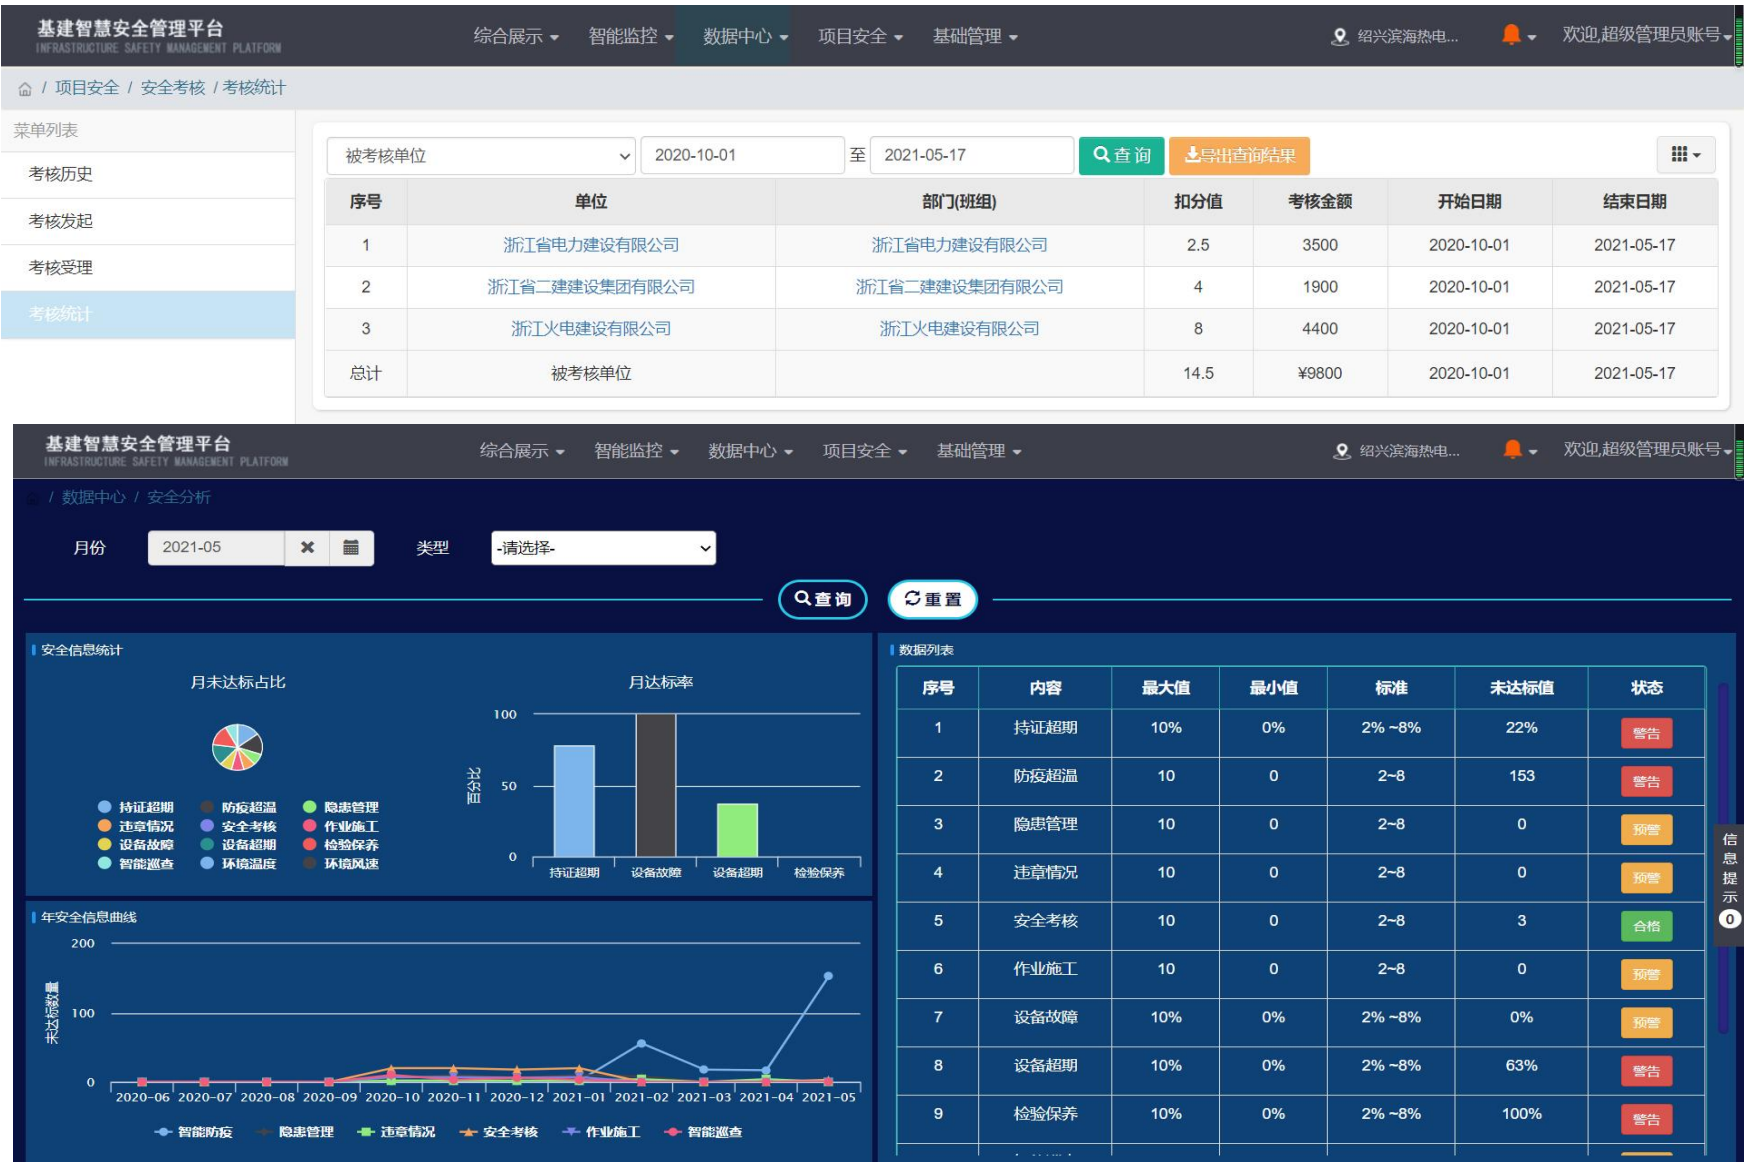 基建智慧安全管理平台
INFRASTRUCTURE SAFETY MANAGEMENT PLATFORM
综合展示 智能监控 数据中心 项目安全 基础管理
绍兴滨海热电... 欢迎,超级管理员账号
/ 项目安全 / 安全考核 / 考核统计
菜单列表
考核历史
考核发起
考核受理
考核统计
被考核单位 2020-10-01 至 2021-05-17 查 询 导出查询结果
序号 单位 部门(班组) 扣分值 考核金额 开始日期 结束日期
1 浙江省电力建设有限公司 浙江省电力建设有限公司 2.5 3500 2020-10-01 2021-05-17
2 浙江省二建建设集团有限公司 浙江省二建建设集团有限公司 4 1900 2020-10-01 2021-05-17
3 浙江火电建设有限公司 浙江火电建设有限公司 8 4400 2020-10-01 2021-05-17
总计 被考核单位 14.5 ¥9800 2020-10-01 2021-05-17
基建智慧安全管理平台
INFRASTRUCTURE SAFETY MANAGEMENT PLATFORM
综合展示 智能监控 数据中心 项目安全 基础管理
绍兴滨海热电... 欢迎,超级管理员账号
/ 数据中心 / 安全分析
月份 2021-05 类型 -请选择-
查 询 重 置
安全信息统计
月未达标占比
持证超期 防疫超温 隐患管理
违章情况 安全考核 作业施工
设备故障 设备超期 检验保养
智能巡查 环境温度 环境风速
月达标率
百分比
100
50
0
持证超期 设备故障 设备超期 检验保养
年安全信息曲线
未达标数量
200
100
0
2020-06 2020-07 2020-08 2020-09 2020-10 2020-11 2020-12 2021-01 2021-02 2021-03 2021-04 2021-05
智能防疫 隐患管理 违章情况 安全考核 作业施工 智能巡查
数据列表
序号 内容 最大值 最小值 标准 未达标值 状态
1 持证超期 10% 0% 2% ~8% 22% 警告
2 防疫超温 10 0 2~8 153 警告
3 隐患管理 10 0 2~8 0 预警
4 违章情况 10 0 2~8 0 预警
5 安全考核 10 0 2~8 3 合格
6 作业施工 10 0 2~8 0 预警
7 设备故障 10% 0% 2% ~8% 0% 预警
8 设备超期 10% 0% 2% ~8% 63% 警告
9 检验保养 10% 0% 2% ~8% 100% 警告
信息提示
0